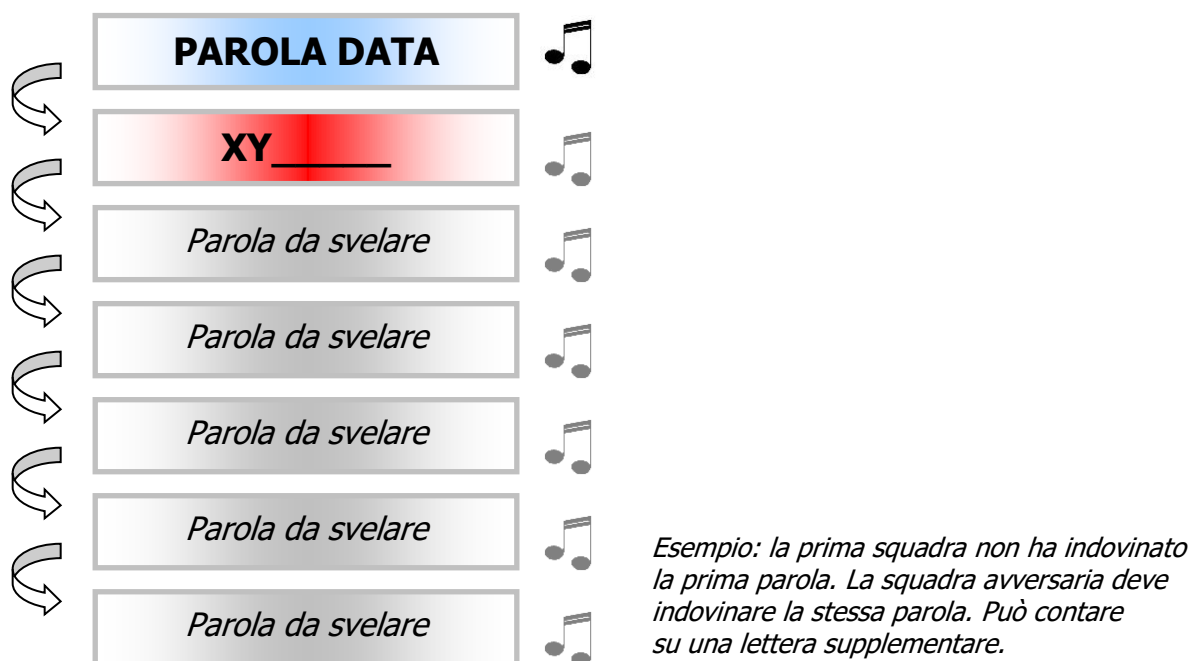 PAROLA DATA
XY______
Parola da svelare
Parola da svelare
Parola da svelare
Parola da svelare
Parola da svelare
Esempio: la prima squadra non ha indovinato
la prima parola. La squadra avversaria deve
indovinare la stessa parola. Può contare
su una lettera supplementare.